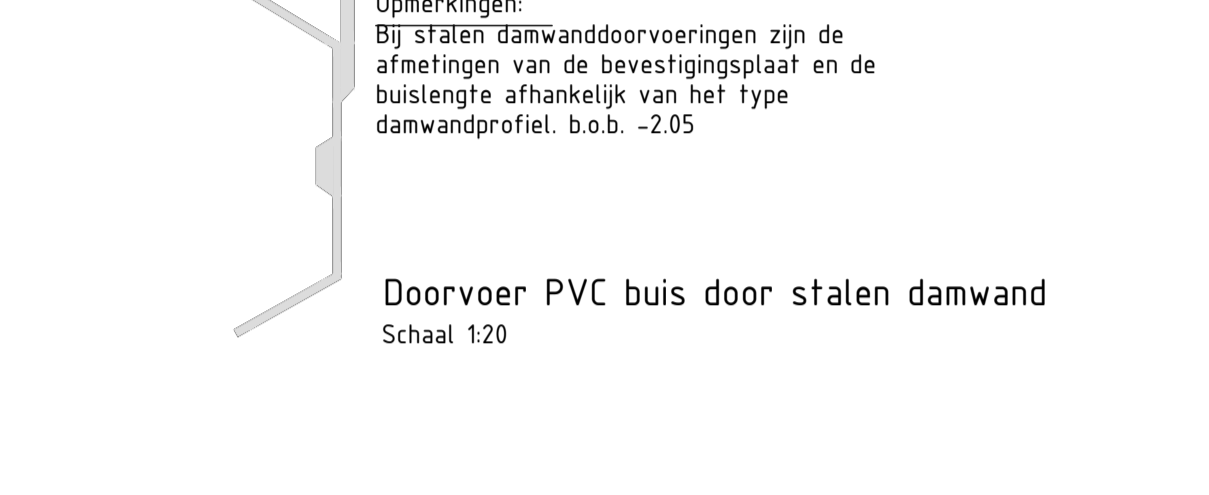 Opmerkingen:
Bij stalen damwanddoorvoeringen zijn de
afmetingen van de bevestigingsplaat en de
buislengte afhankelijk van het type
damwandprofiel. b.o.b. -2.05
Doorvoer PVC buis door stalen damwand
Schaal 1:20